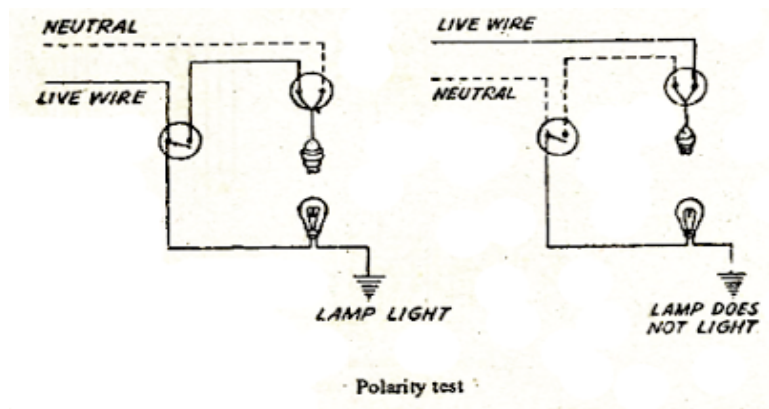 NEUTRAL
LIVE WIRE
LAMP LIGHT
LIVE WIRE
NEUTRAL
LAMP DOES
NOT LIGHT
Polarity test